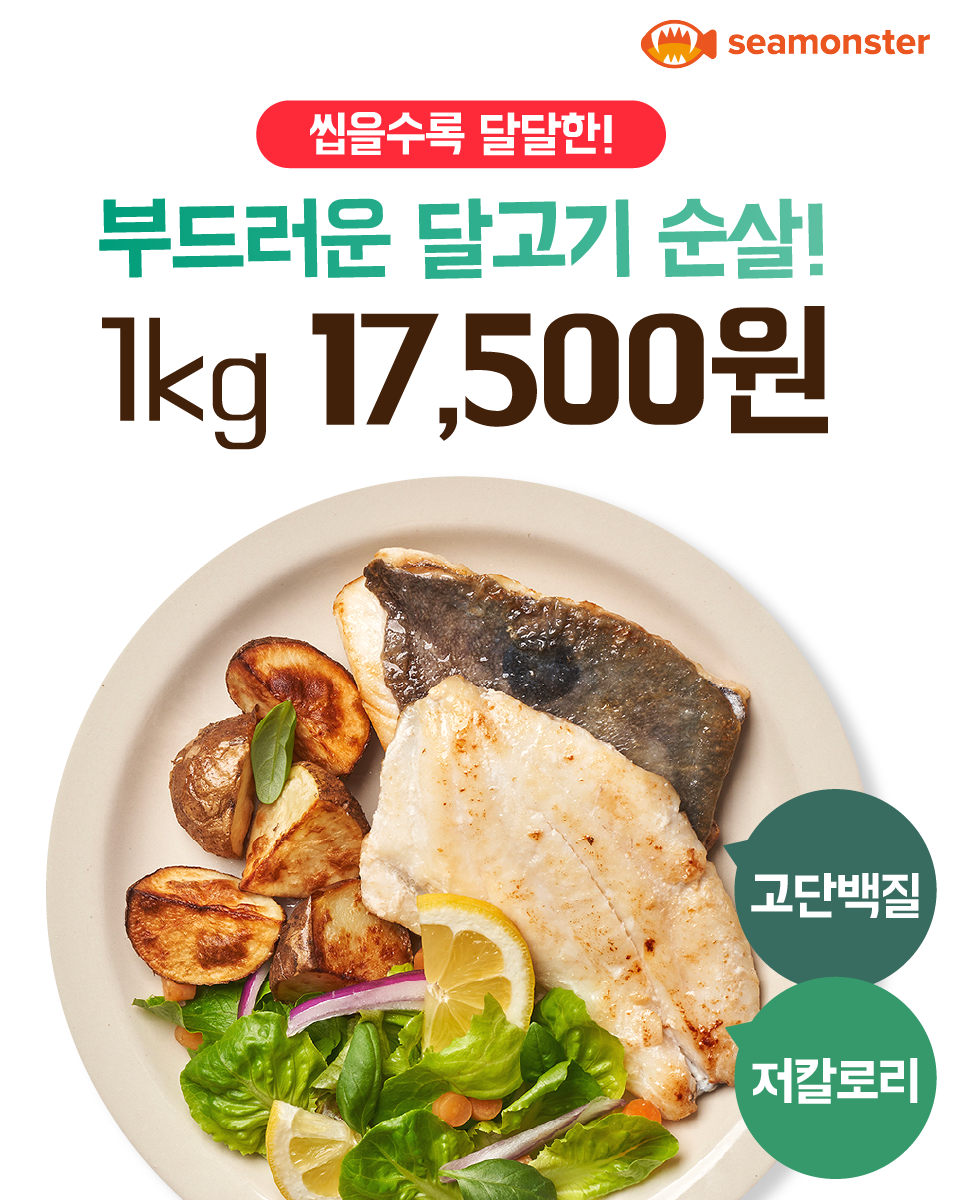 seamonster
씹을수록 달달한!
부드러운 달고기 순살!
1kg 17,500원
고단백질
저칼로리